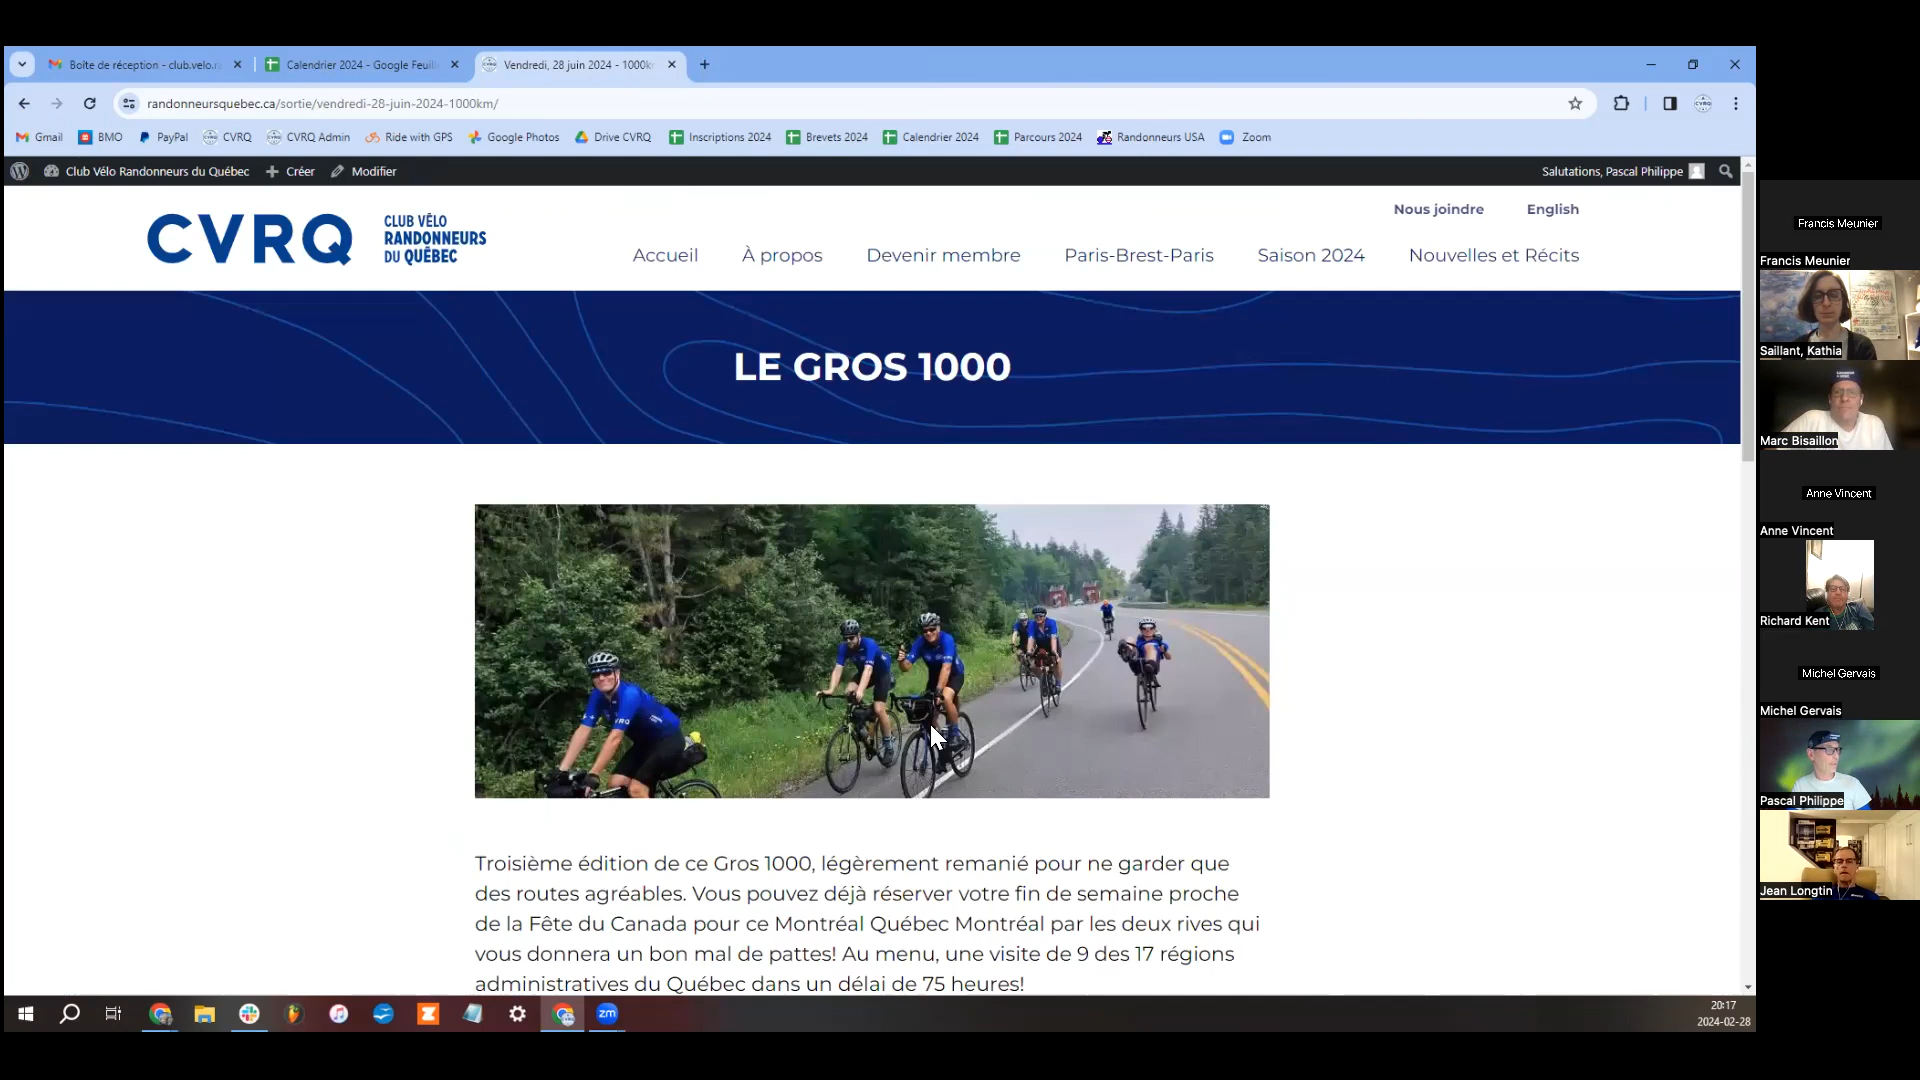 Boîte de réception - club.velo.r
Calendrier 2024 - Google Feuill
Vendredi, 28 juin 2024 - 1000k
randonneursquebec.ca/sortie/vendredi-28-juin-2024-1000km/
Gmail
BMO
PayPal
CVRQ
CVRQ Admin
Ride with GPS
Google Photos
Drive CVRQ
Inscriptions 2024
Brevets 2024
Calendrier 2024
Parcours 2024
Randonneurs USA
Zoom
Club Vélo Randonneurs du Québec
Créer
Modifier
Salutations, Pascal Philippe
CVRQ
CLUB VÉLO
RANDONNEURS
DU QUÉBEC
Nous joindre
English
Accueil
À propos
Devenir membre
Paris-Brest-Paris
Saison 2024
Nouvelles et Récits
LE GROS 1000
Troisième édition de ce Gros 1000, légèrement remanié pour ne garder que
des routes agréables. Vous pouvez déjà réserver votre fin de semaine proche
de la Fête du Canada pour ce Montréal Québec Montréal par les deux rives qui
vous donnera un bon mal de pattes! Au menu, une visite de 9 des 17 régions
administratives du Québec dans un délai de 75 heures!
Francis Meunier
Francis Meunier
Saillant, Kathia
Marc Bisaillon
Anne Vincent
Anne Vincent
Richard Kent
Michel Gervais
Michel Gervais
Pascal Philippe
Jean Longtin
zm
20:17
2024-02-28